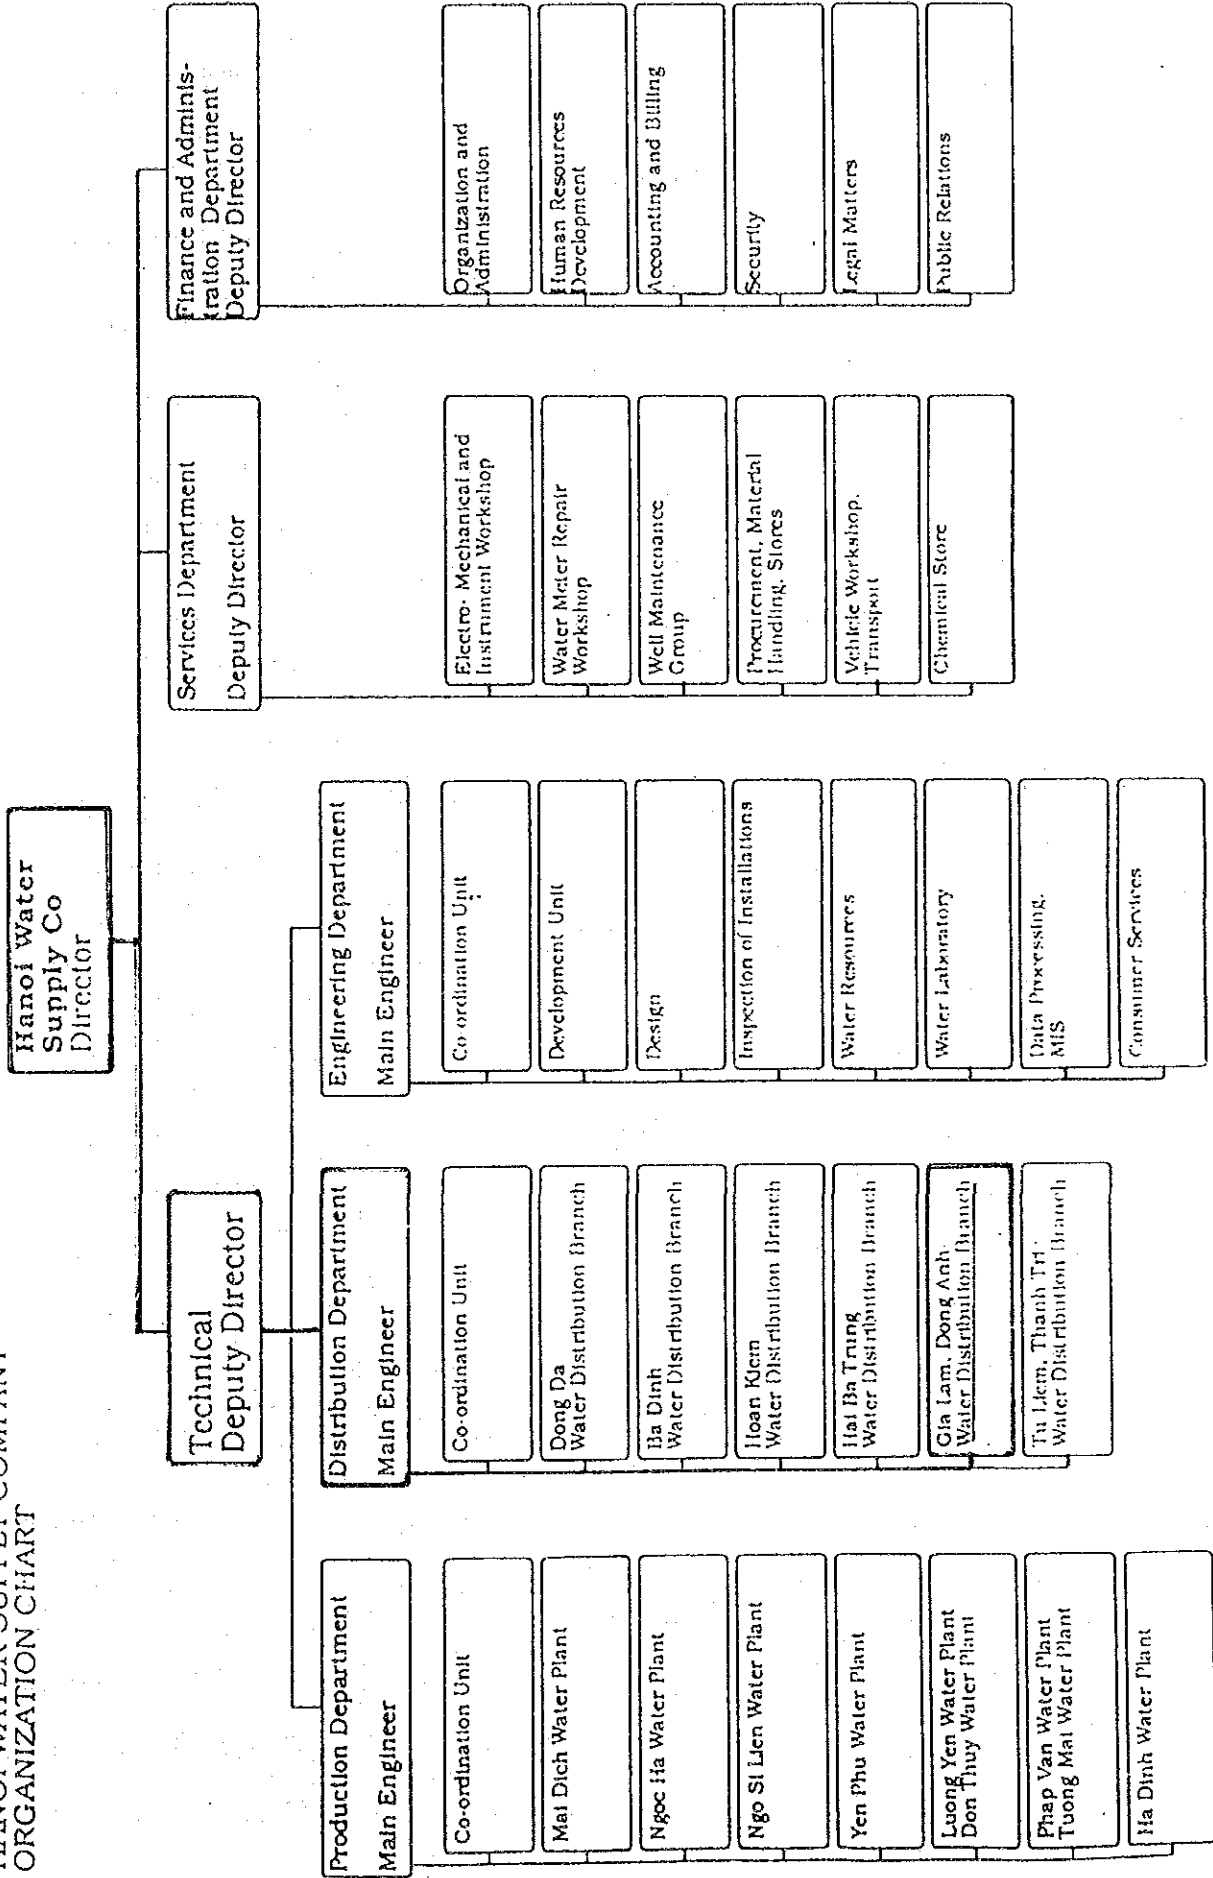 HANOI WATER SUPPLY COMPANY
ORGANIZATION CHART
Hanoi Water
Supply Co
Director
Technical
Deputy Director
Services Department
Deputy Director
Finance and Adminis-
tration Department
Deputy Director
Production Department
Main Engineer
Distribution Department
Main Engineer
Engineering Department
Main Engineer
Co-ordination Unit
Mai Dich Water Plant
Ngoc Ha Water Plant
Ngo Si Lien Water Plant
Yen Phu Water Plant
Luong Yen Water Plant
Don Thuy Water Plant
Phap Van Water Plant
Tuong Mai Water Plant
Ha Dinh Water Plant
Co-ordination Unit
Dong Da
Water Distribution Branch
Ba Dinh
Water Distribution Branch
Hoan Kiem
Water Distribution Branch
Hai Ba Trung
Water Distribution Branch
Gia Lam, Dong Anh
Water Distribution Branch
Tu Liem, Thanh Tri
Water Distribution Branch
Co-ordination Unit
Development Unit
Design
Inspection of Installations
Water Resources
Water Laboratory
Data Processing,
MIS
Consumer Services
Electro- Mechanical and
Instrument Workshop
Water Meter Repair
Workshop
Well Maintenance
Group
Procurement, Material
Handling, Stores
Vehicle Workshop,
Transport
Chemical Store
Organization and
Administration
Human Resources
Development
Accounting and Billing
Security
Legal Matters
Public Relations